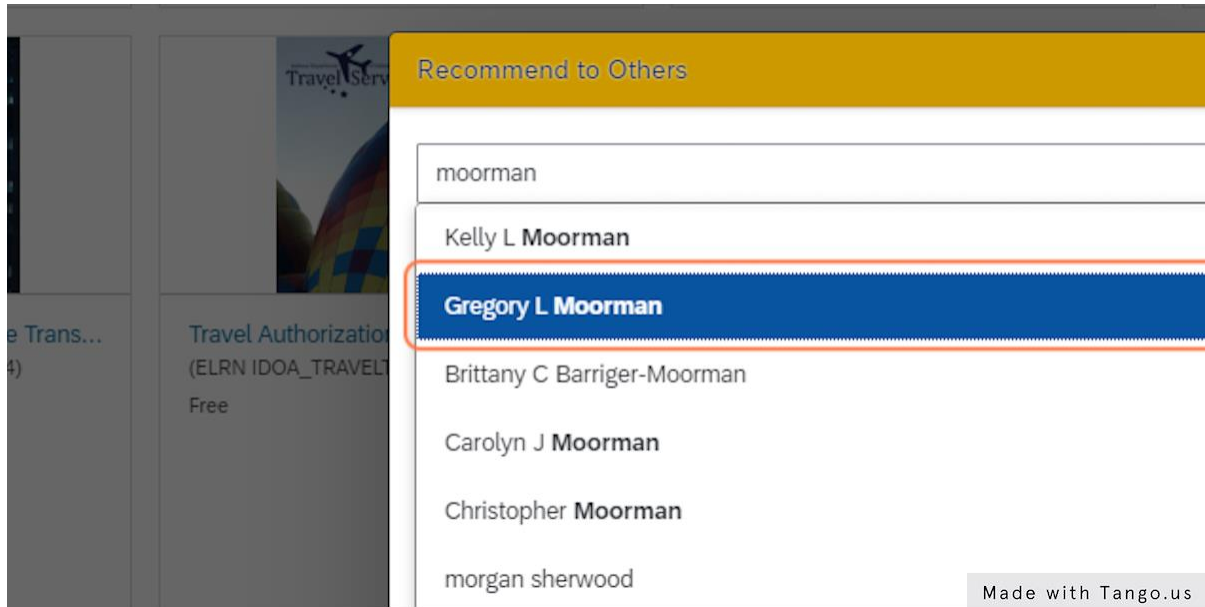 Travel Serv
Recommend to Others
moorman
Kelly L Moorman
Gregory L Moorman
Brittany C Barriger-Moorman
Carolyn J Moorman
Christopher Moorman
morgan sherwood
e Trans...
4)
Travel Authorization
(ELRN IDOA_TRAVELT
Free
Made with Tango.us